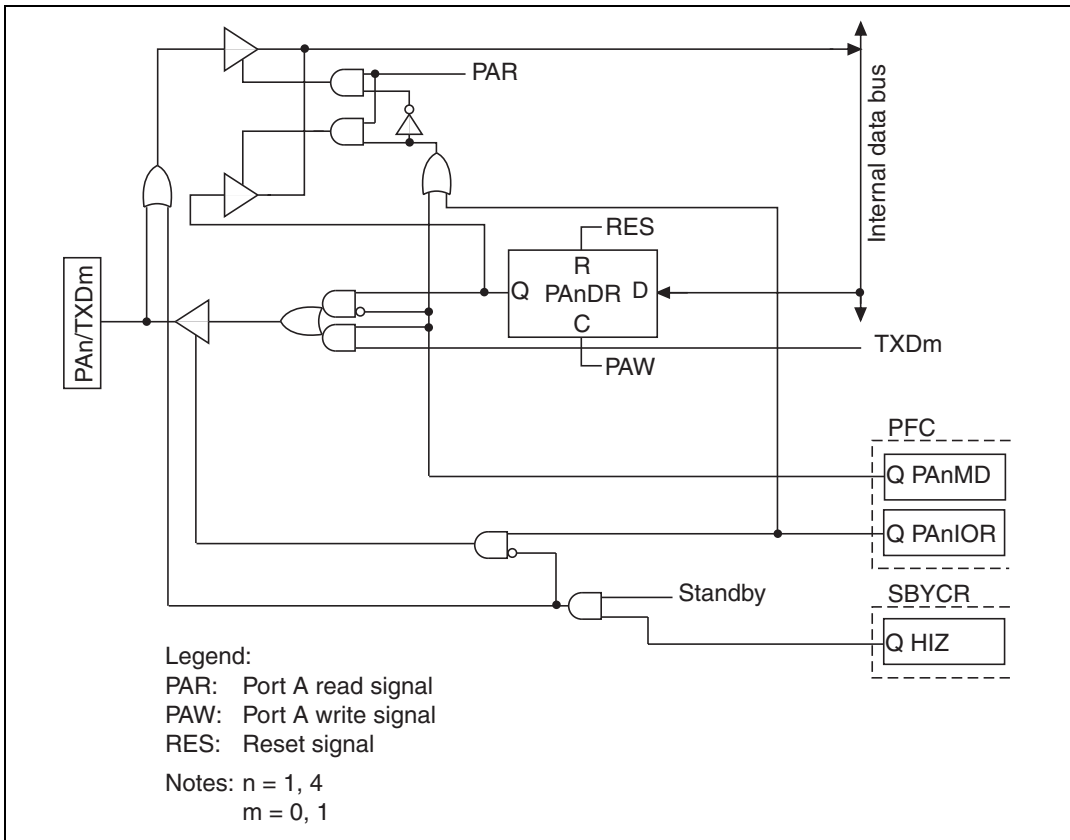 PAR
Internal data bus
RES
R
Q PAnDR D
C
PAW
PAn/TXDm
TXDm
PFC
Q PAnMD
Q PAnIOR
Standby
SBYCR
Q HIZ
Legend:
PAR: Port A read signal
PAW: Port A write signal
RES: Reset signal
Notes: n = 1, 4
m = 0, 1